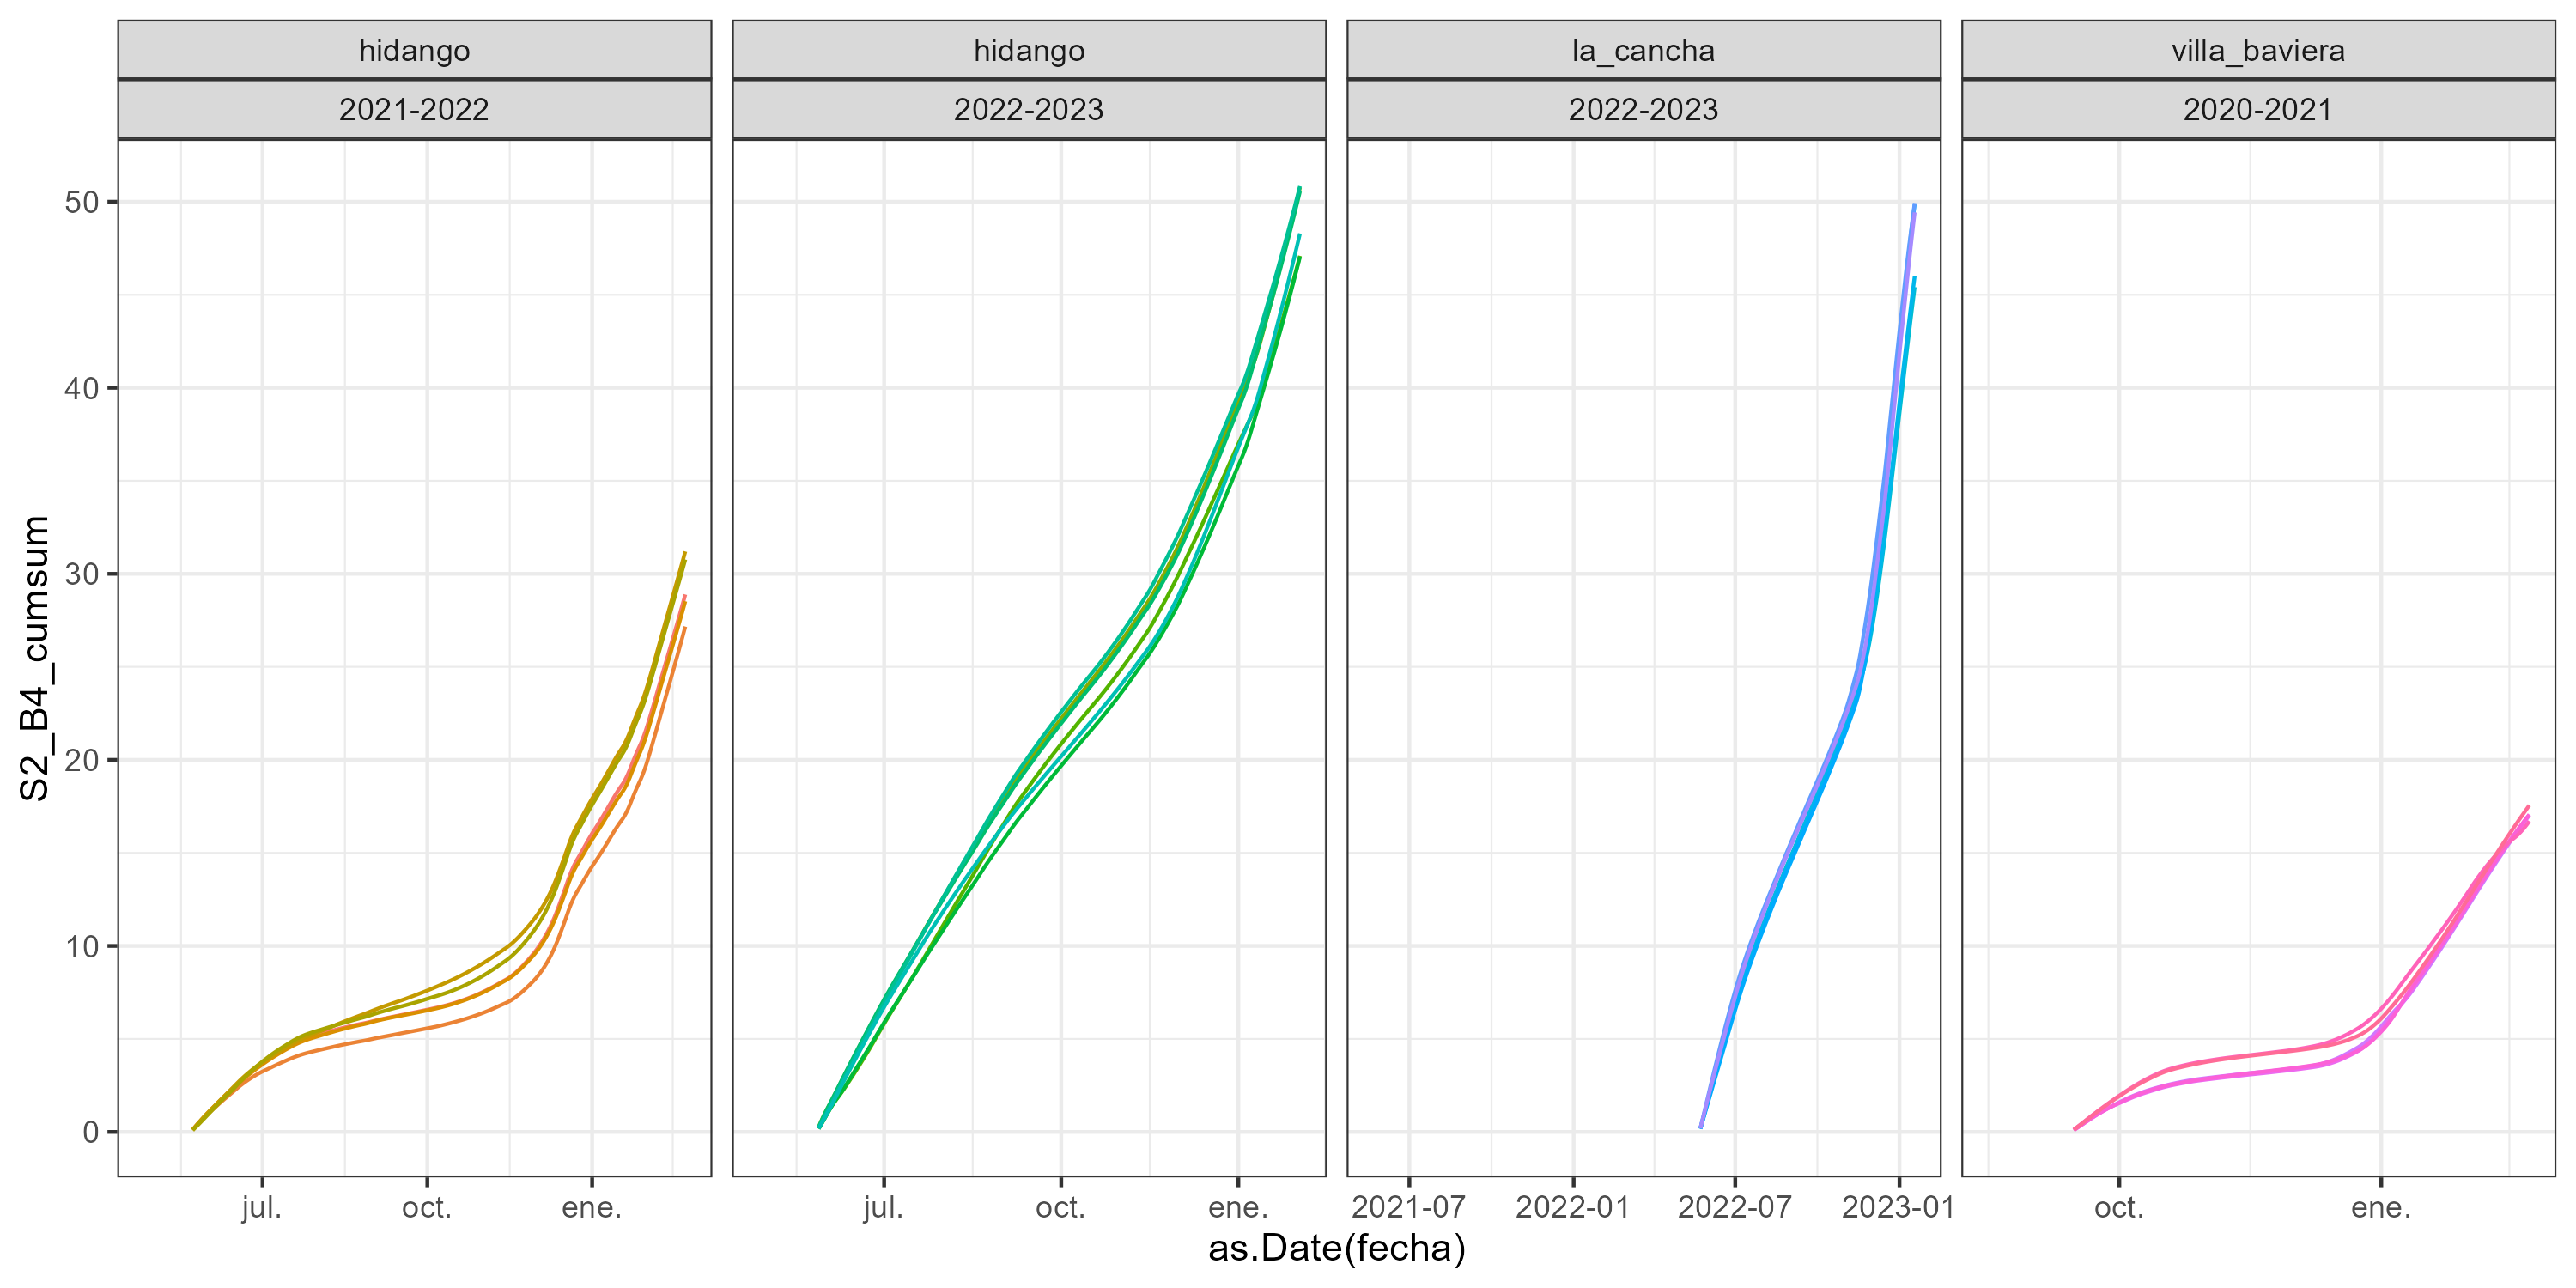 hidango
hidango
la_cancha
villa_baviera
2021-2022
2022-2023
2022-2023
2020-2021
S2_B4_cumsum
50
40
30
20
10
0
jul.
oct.
ene.
jul.
oct.
ene.
2021-07
2022-01
2022-07
2023-01
oct.
ene.
as.Date(fecha)